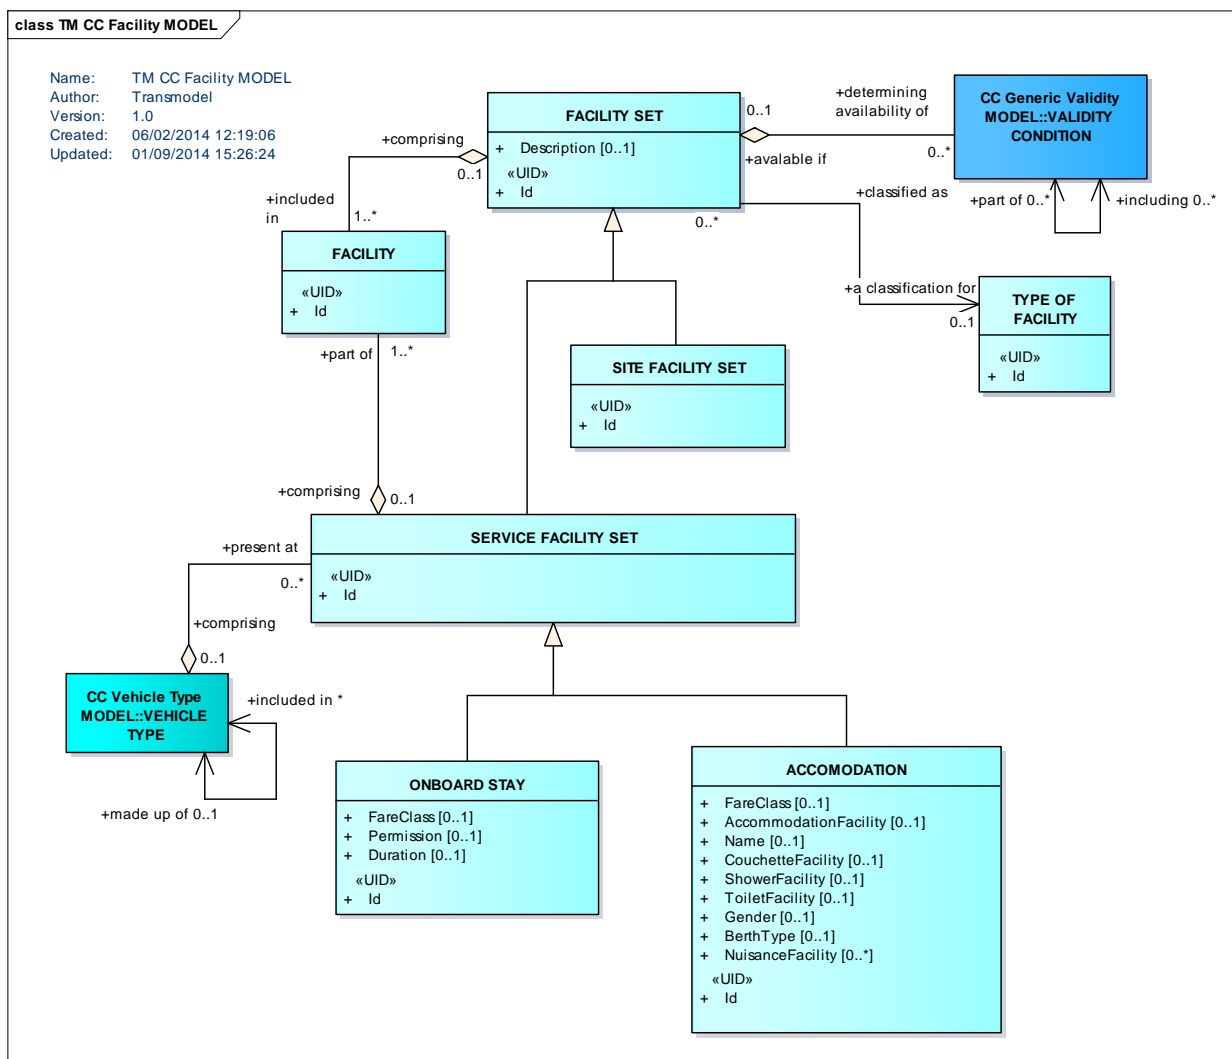 class TM CC Facility MODEL
Name: TM CC Facility MODEL
Author: Transmodel
Version: 1.0
Created: 06/02/2014 12:19:06
Updated: 01/09/2014 15:26:24
FACILITY SET
+ Description [0..1]
«UID»
+ Id
+comprising
0..1
+included
in
1..*
0..1
+determining
availability of
+avalable if
0..*
CC Generic Validity
MODEL::VALIDITY
CONDITION
+part of 0..*
+including 0..*
+classified as
0..*
+a classification for
0..1
TYPE OF
FACILITY
«UID»
+ Id
FACILITY
«UID»
+ Id
+part of
1..*
SITE FACILITY SET
«UID»
+ Id
+comprising
0..1
SERVICE FACILITY SET
«UID»
+ Id
+present at
0..*
+comprising
0..1
CC Vehicle Type
MODEL::VEHICLE
TYPE
+included in *
+made up of 0..1
ONBOARD STAY
+ FareClass [0..1]
+ Permission [0..1]
+ Duration [0..1]
«UID»
+ Id
ACCOMODATION
+ FareClass [0..1]
+ AccommodationFacility [0..1]
+ Name [0..1]
+ CouchetteFacility [0..1]
+ ShowerFacility [0..1]
+ ToiletFacility [0..1]
+ Gender [0..1]
+ BerthType [0..1]
+ NuisanceFacility [0..*]
«UID»
+ Id